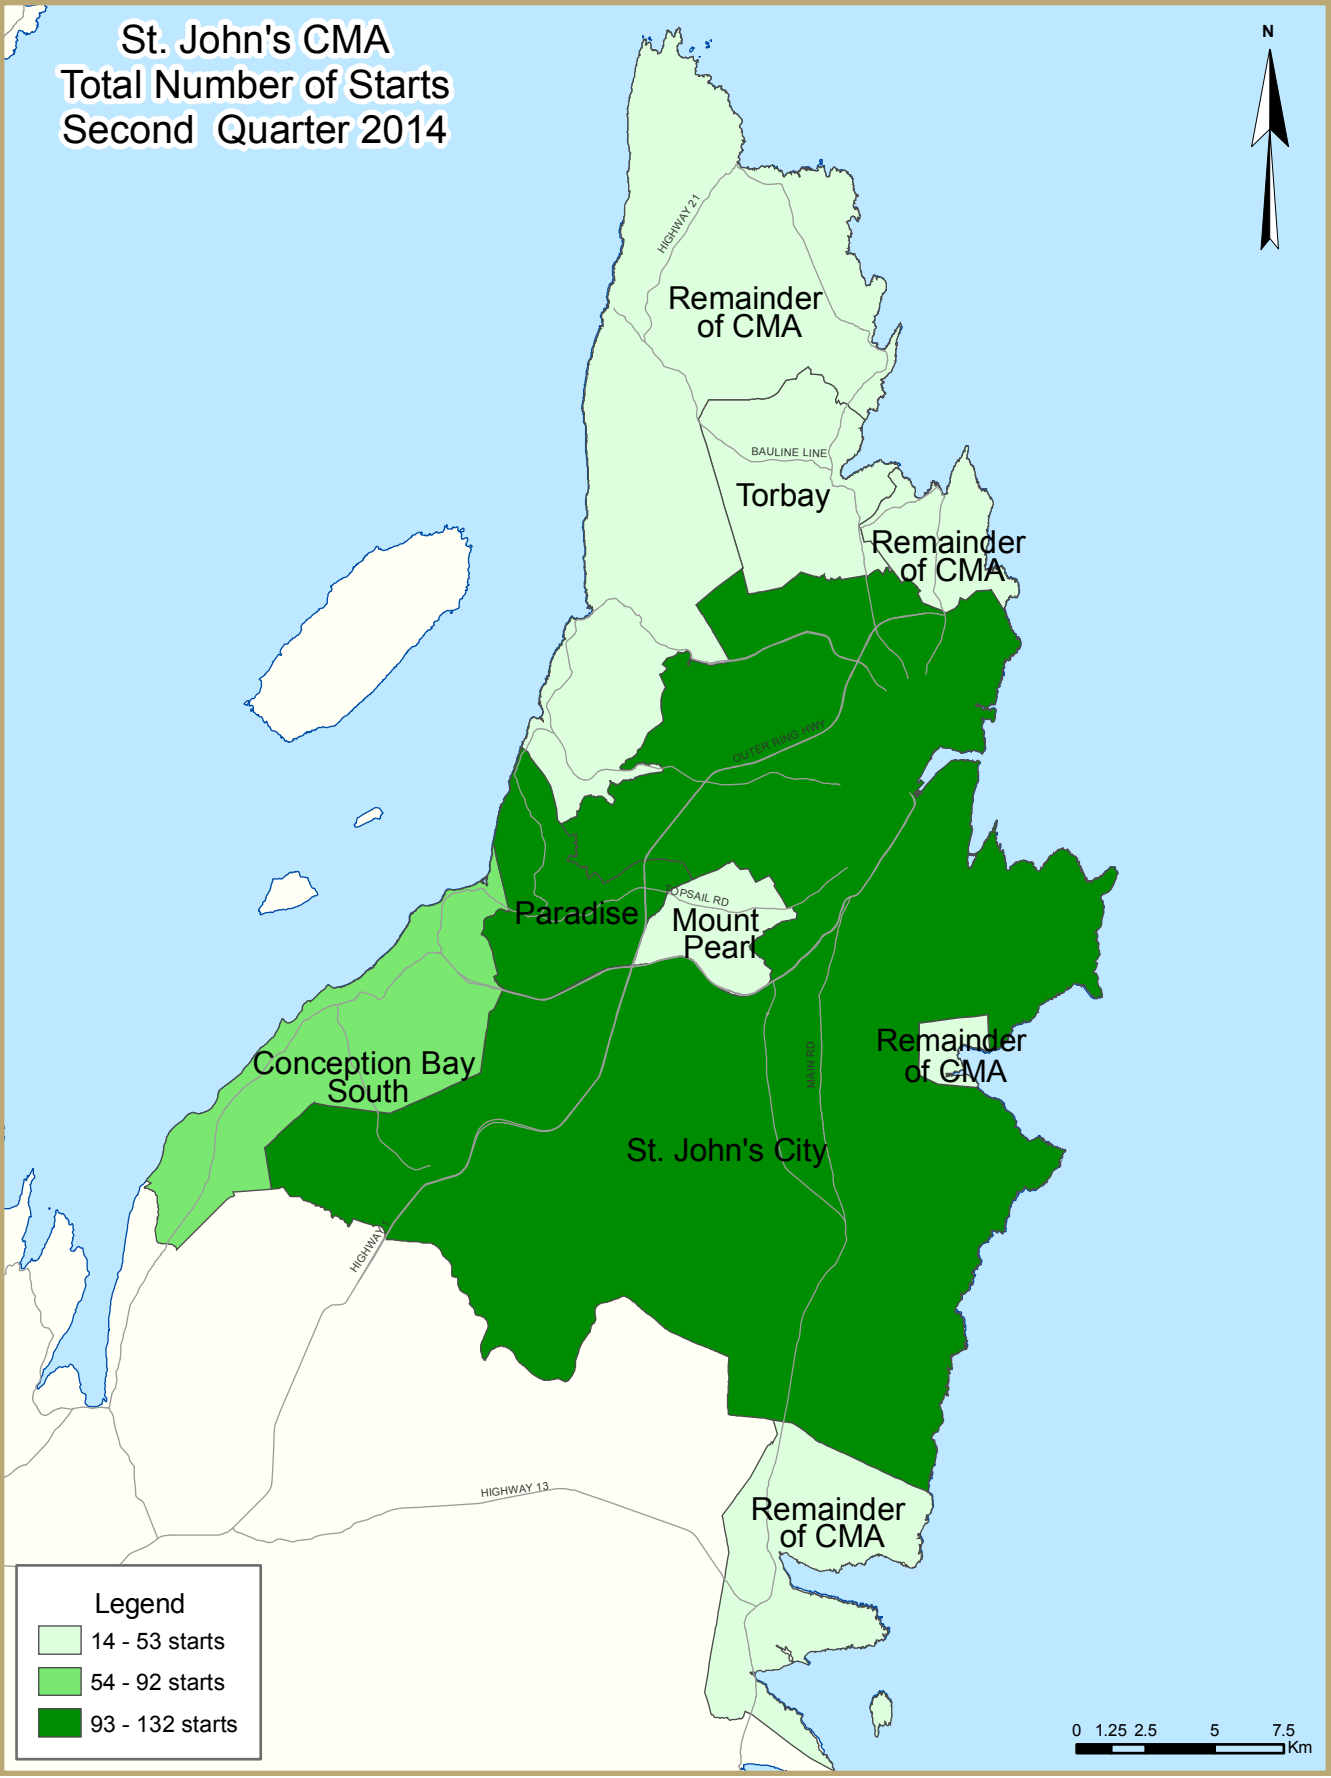 St. John's CMA
Total Number of Starts
Second Quarter 2014
N
HIGHWAY 21
Remainder
of CMA
BAULINE LINE
Torbay
Remainder
of CMA
OUTER RING HWY
TOPSAIL RD
Paradise
Mount
Pearl
Conception Bay
South
MAIN RD
Remainder
of CMA
St. John's City
HIGHWAY 1
HIGHWAY 13
Remainder
of CMA
Legend
14 - 53 starts
54 - 92 starts
93 - 132 starts
0 1.25 2.5 5 7.5
Km